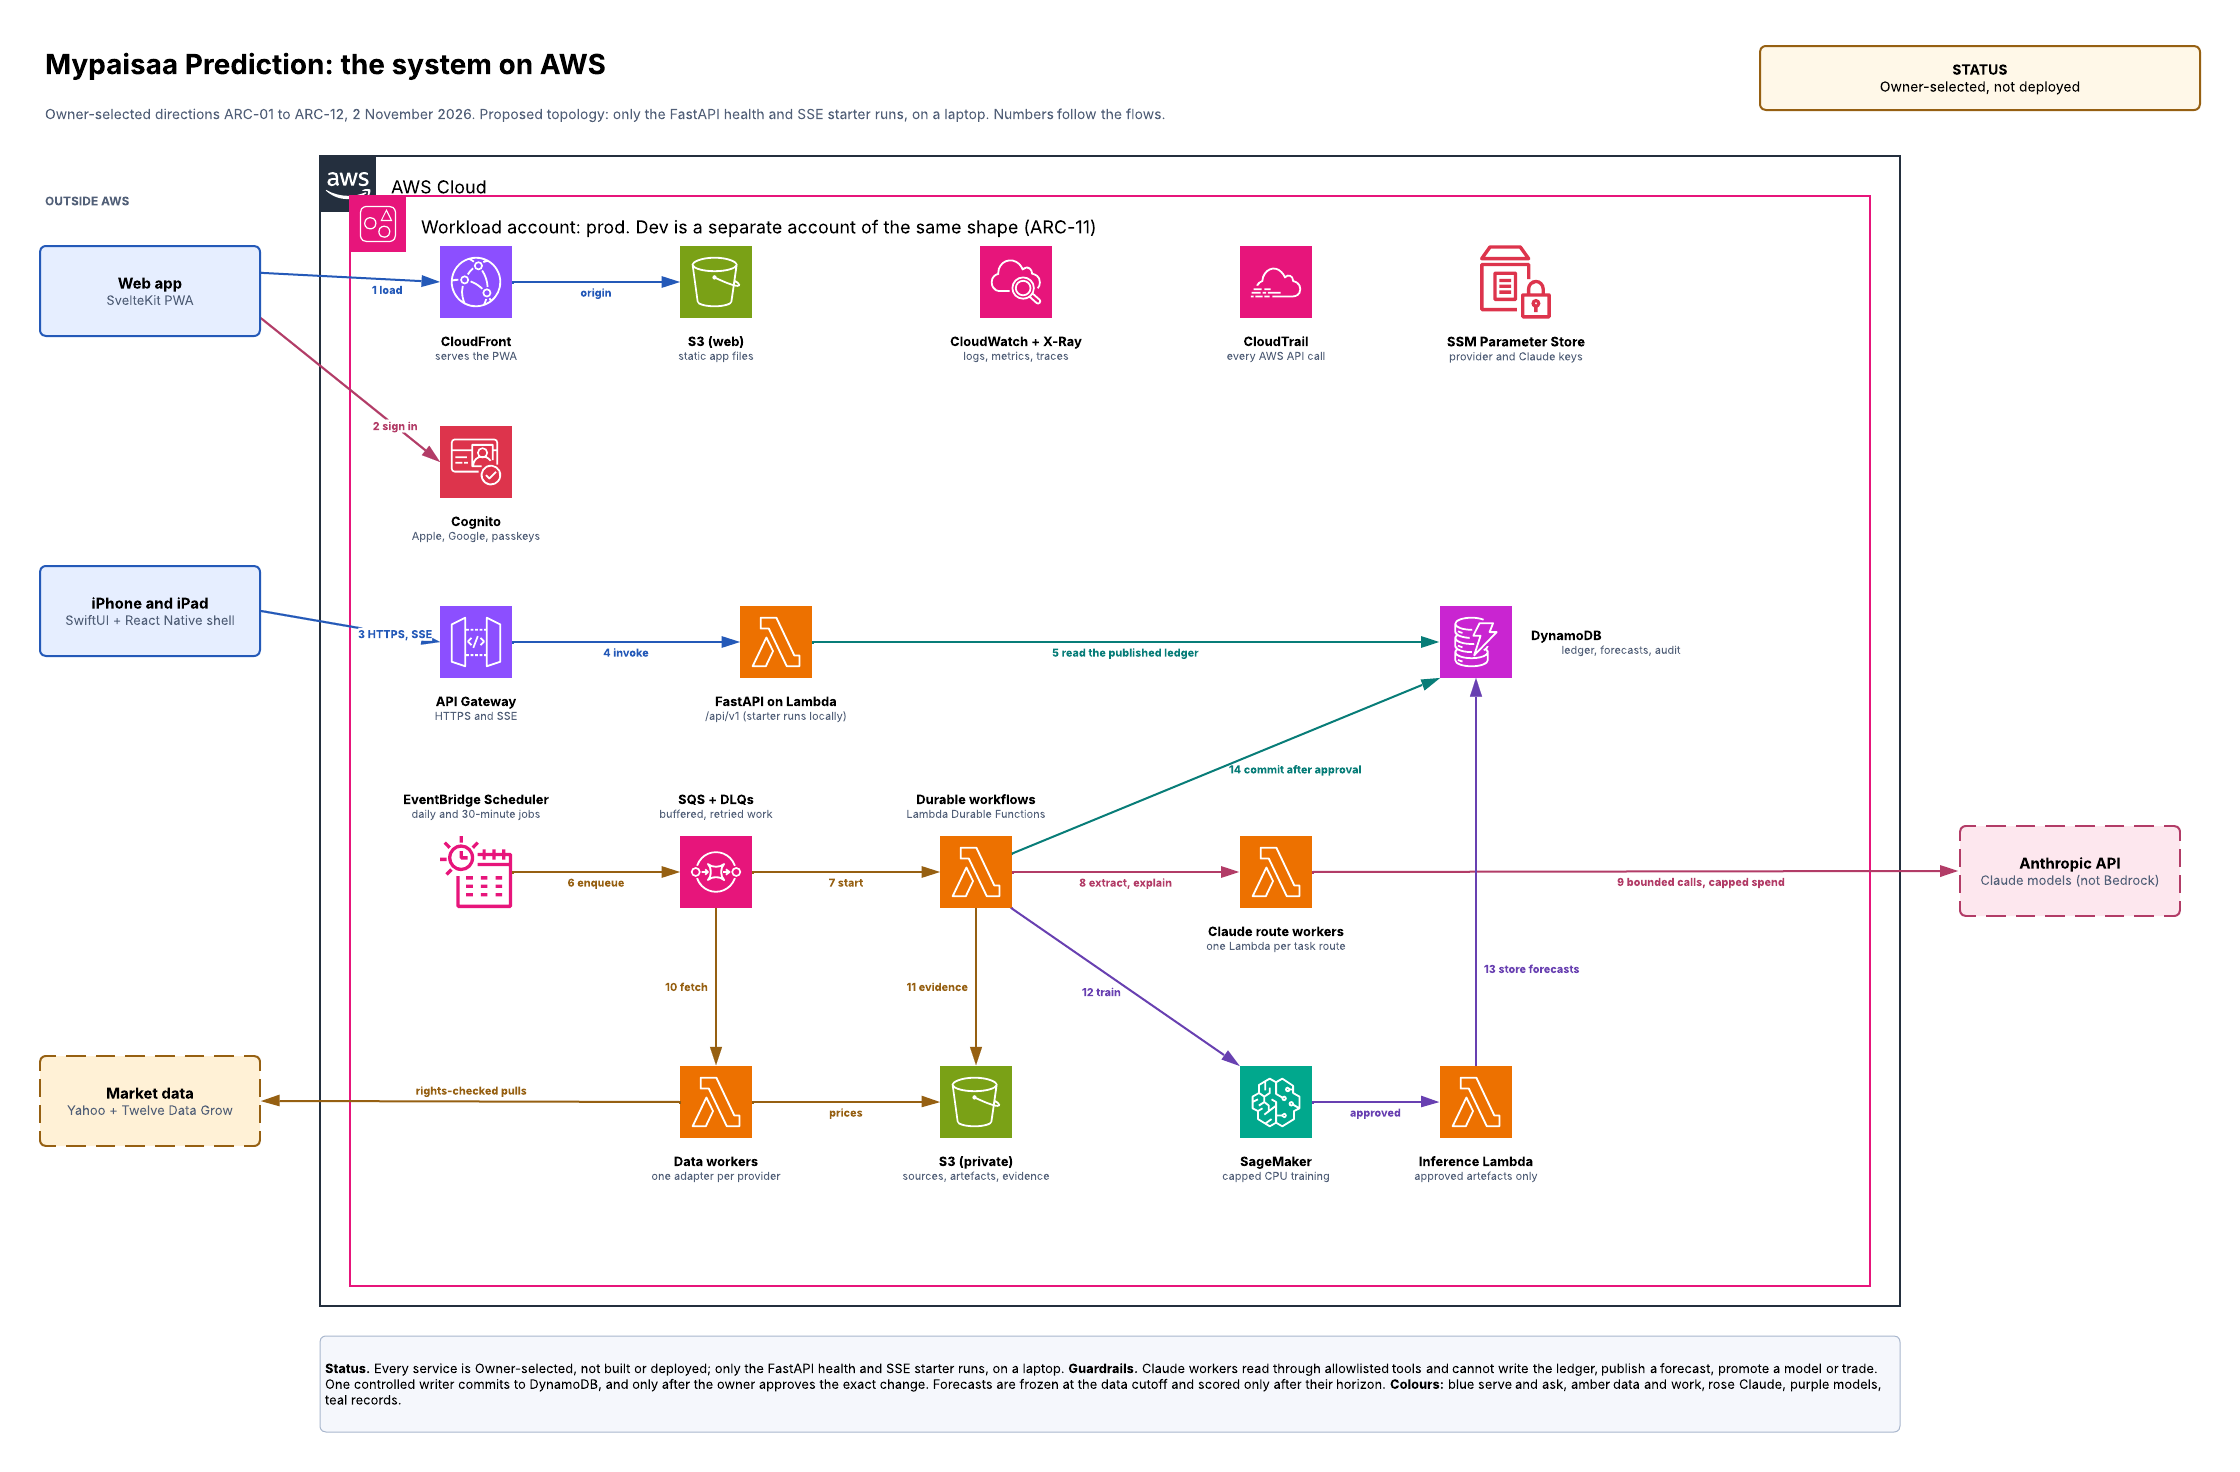 Mypaisaa Prediction: the system on AWS
STATUS
Owner-selected, not deployed
Owner-selected directions ARC-01 to ARC-12, 2 November 2026. Proposed topology: only the FastAPI health and SSE starter runs, on a laptop. Numbers follow the flows.
aws
AWS Cloud
OUTSIDE AWS
Workload account: prod. Dev is a separate account of the same shape (ARC-11)
Web app
SvelteKit PWA
1 load
origin
CloudFront
serves the PWA
S3 (web)
static app files
CloudWatch + X-Ray
logs, metrics, traces
CloudTrail
every AWS API call
SSM Parameter Store
provider and Claude keys
2 sign in
Cognito
Apple, Google, passkeys
iPhone and iPad
SwiftUI + React Native shell
3 HTTPS, SSE
4 invoke
5 read the published ledger
DynamoDB
ledger, forecasts, audit
API Gateway
HTTPS and SSE
FastAPI on Lambda
/api/v1 (starter runs locally)
14 commit after approval
EventBridge Scheduler
daily and 30-minute jobs
SQS + DLQs
buffered, retried work
Durable workflows
Lambda Durable Functions
6 enqueue
7 start
8 extract, explain
9 bounded calls, capped spend
Anthropic API
Claude models (not Bedrock)
Claude route workers
one Lambda per task route
10 fetch
11 evidence
12 train
13 store forecasts
Market data
Yahoo + Twelve Data Grow
rights-checked pulls
prices
approved
Data workers
one adapter per provider
S3 (private)
sources, artefacts, evidence
SageMaker
capped CPU training
Inference Lambda
approved artefacts only
Status. Every service is Owner-selected, not built or deployed; only the FastAPI health and SSE starter runs, on a laptop. Guardrails. Claude workers read through allowlisted tools and cannot write the ledger, publish a forecast, promote a model or trade.
One controlled writer commits to DynamoDB, and only after the owner approves the exact change. Forecasts are frozen at the data cutoff and scored only after their horizon. Colours: blue serve and ask, amber data and work, rose Claude, purple models,
teal records.